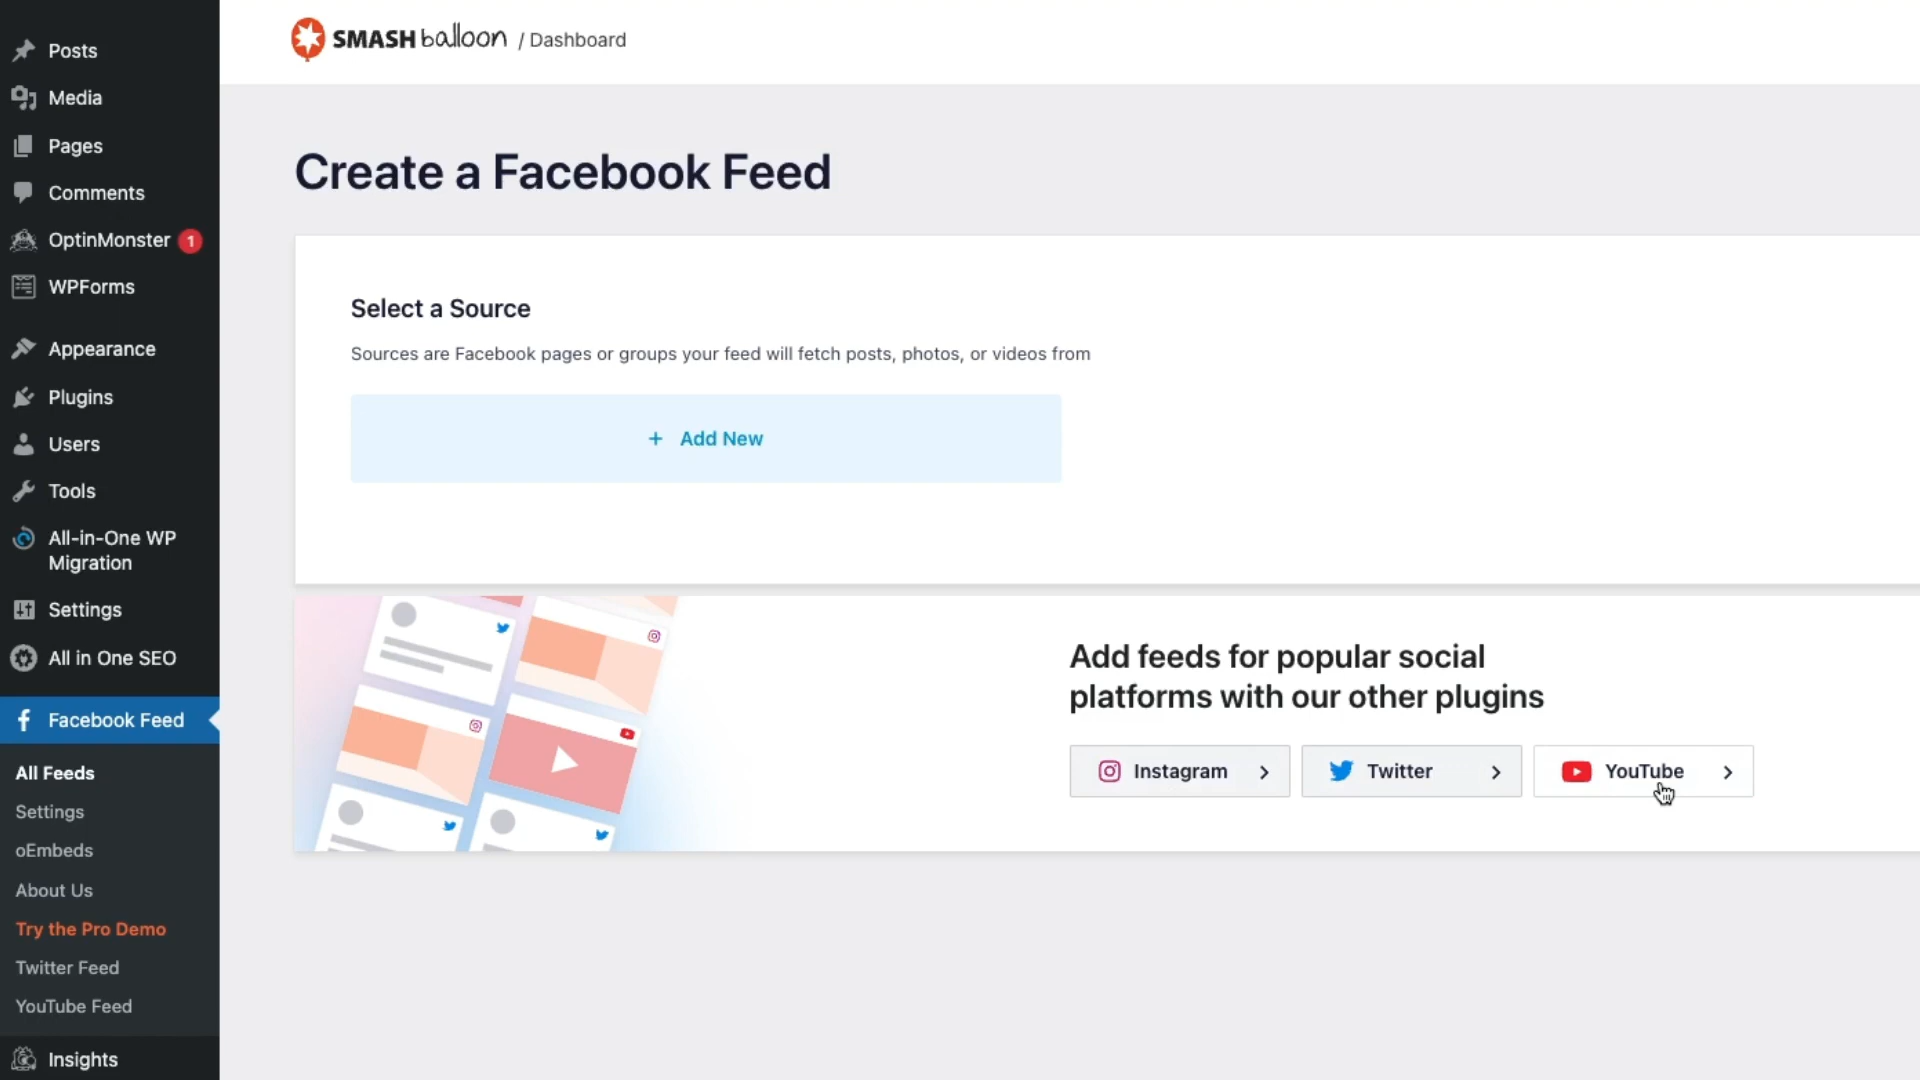 Posts
Media
Pages
Comments
OptinMonster 1
WPForms
Appearance
Plugins
Users
Tools
All-in-One WP
Migration
Settings
All in One SEO
Facebook Feed
All Feeds
Settings
oEmbeds
About Us
Try the Pro Demo
Twitter Feed
YouTube Feed
Insights
SMASH balloon / Dashboard
Create a Facebook Feed
Select a Source
Sources are Facebook pages or groups your feed will fetch posts, photos, or videos from
+ Add New
Add feeds for popular social
platforms with our other plugins
Instagram
Twitter
YouTube